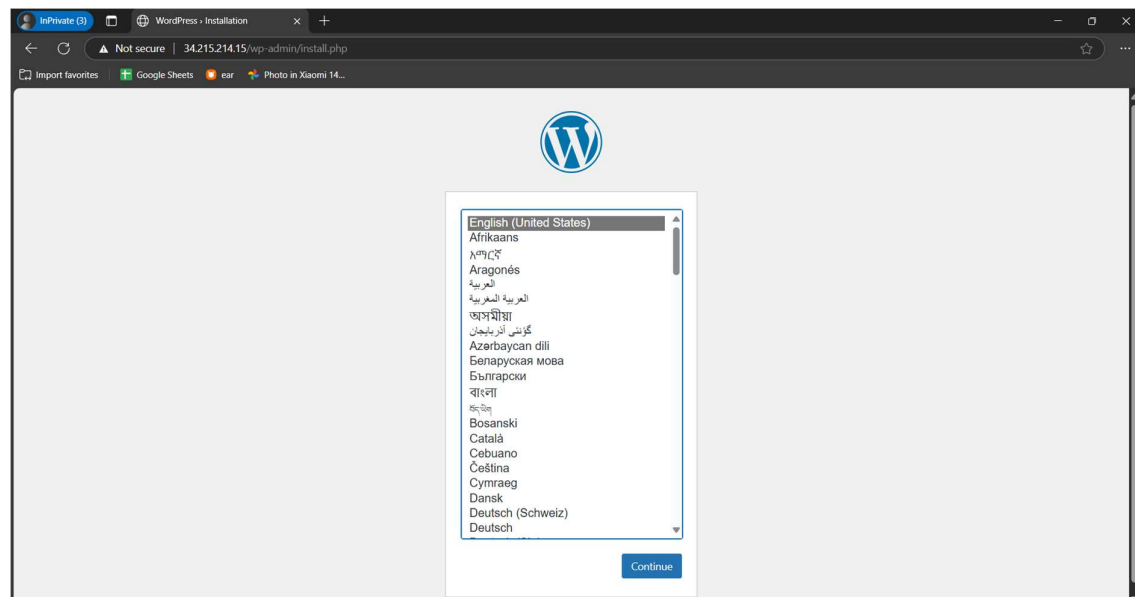 InPrivate (3)
WordPress › Installation
Not secure | 34.215.214.15/wp-admin/install.php
Import favorites
Google Sheets
ear
Photo in Xiaomi 14...
English (United States)
Afrikaans
አማርኛ
Aragonés
العربية
العربية المغربية
অসমীয়া
گؤنئی آذربایجان
Azərbaycan dili
Беларуская мова
Български
বাংলা
བོད་ཡིག
Bosanski
Català
Cebuano
Čeština
Cymraeg
Dansk
Deutsch (Schweiz)
Deutsch
Continue